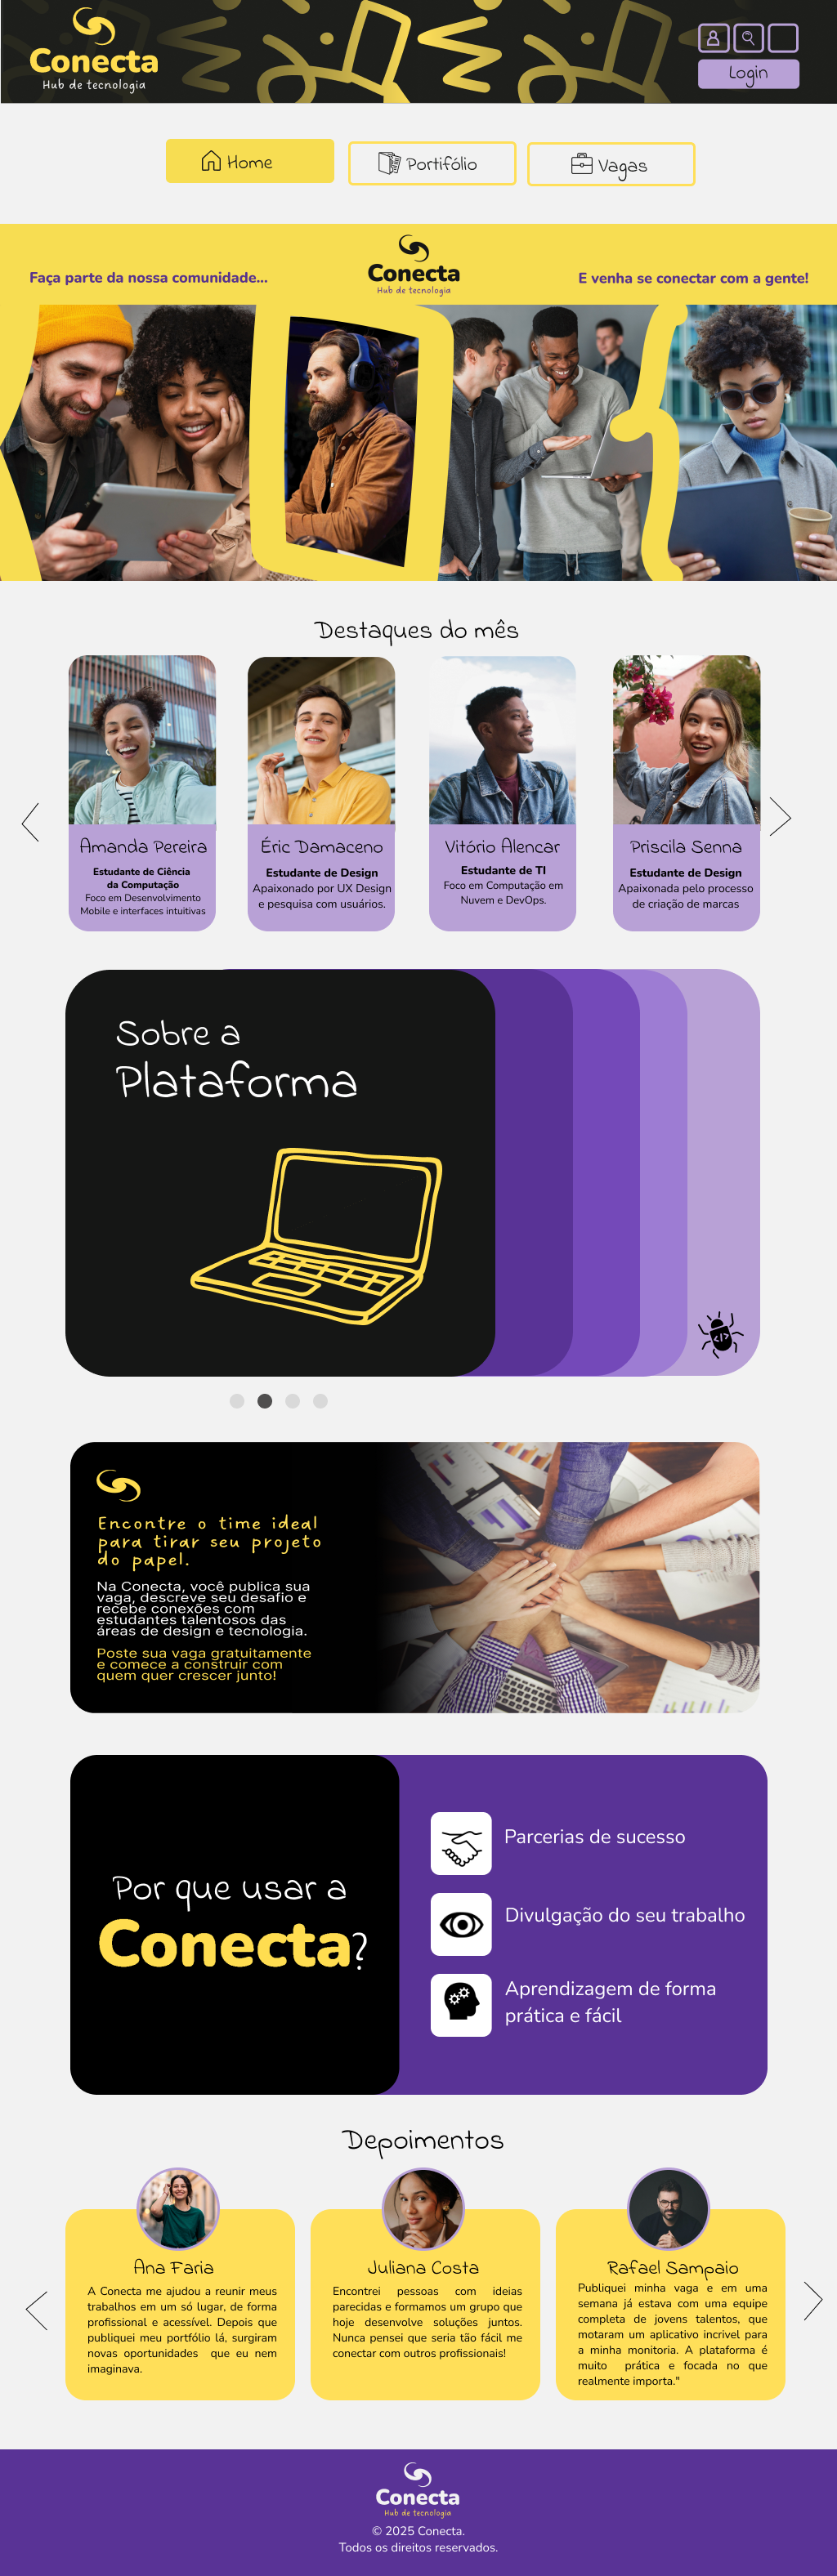 Conecta
Hub de tecnologia
Login
Home
Portifólio
Vagas
Faça parte da nossa comunidade...
Conecta
Hub de tecnologia
E venha se conectar com a gente!
Destaques do mês
Amanda Pereira
Estudante de Ciência
da Computação
Foco em Desenvolvimento
Mobile e interfaces intuitivas
Éric Damaceno
Estudante de Design
Apaixonado por UX Design
e pesquisa com usuários.
Vitório Alencar
Estudante de TI
Foco em Computação em
Nuvem e DevOps.
Priscila Senna
Estudante de Design
Apaixonada pelo processo
de criação de marcas
Sobre a
Plataforma
</>
Encontre o time ideal
para tirar seu projeto
do papel.
Na Conecta, você publica sua
vaga, descreve seu desafio e
recebe conexões com
estudantes talentosos das
áreas de design e tecnologia.
Poste sua vaga gratuitamente
e comece a construir com
quem quer crescer junto!
Por que usar a
Conecta?
Parcerias de sucesso
Divulgação do seu trabalho
Aprendizagem de forma
prática e fácil
Depoimentos
Ana Faria
A Conecta me ajudou a reunir meus
trabalhos em um só lugar, de forma
profissional e acessível. Depois que
publiquei meu portfólio lá, surgiram
novas oportunidades que eu nem
imaginava.
Juliana Costa
Encontrei pessoas com ideias
parecidas e formamos um grupo que
hoje desenvolve soluções juntos.
Nunca pensei que seria tão fácil me
conectar com outros profissionais!
Rafael Sampaio
Publiquei minha vaga e em uma
semana já estava com uma equipe
completa de jovens talentos, que
motaram um aplicativo incrivel para
a minha monitoria. A plataforma é
muito prática e focada no que
realmente importa."
Conecta
Hub de tecnologia
© 2025 Conecta.
Todos os direitos reservados.